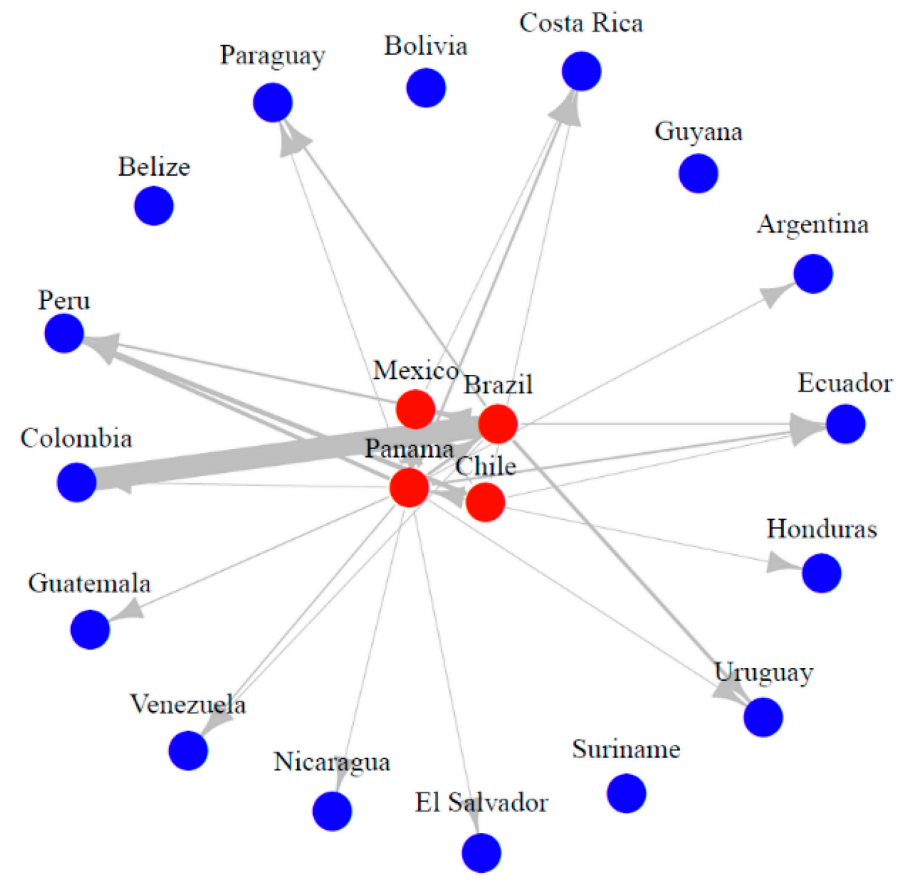 Costa Rica
Bolivia
Paraguay
Guyana
Belize
Argentina
Peru
Mexico
Brazil
Ecuador
Colombia
Panama
Chile
Honduras
Guatemala
Uruguay
Venezuela
Suriname
Nicaragua
El Salvador